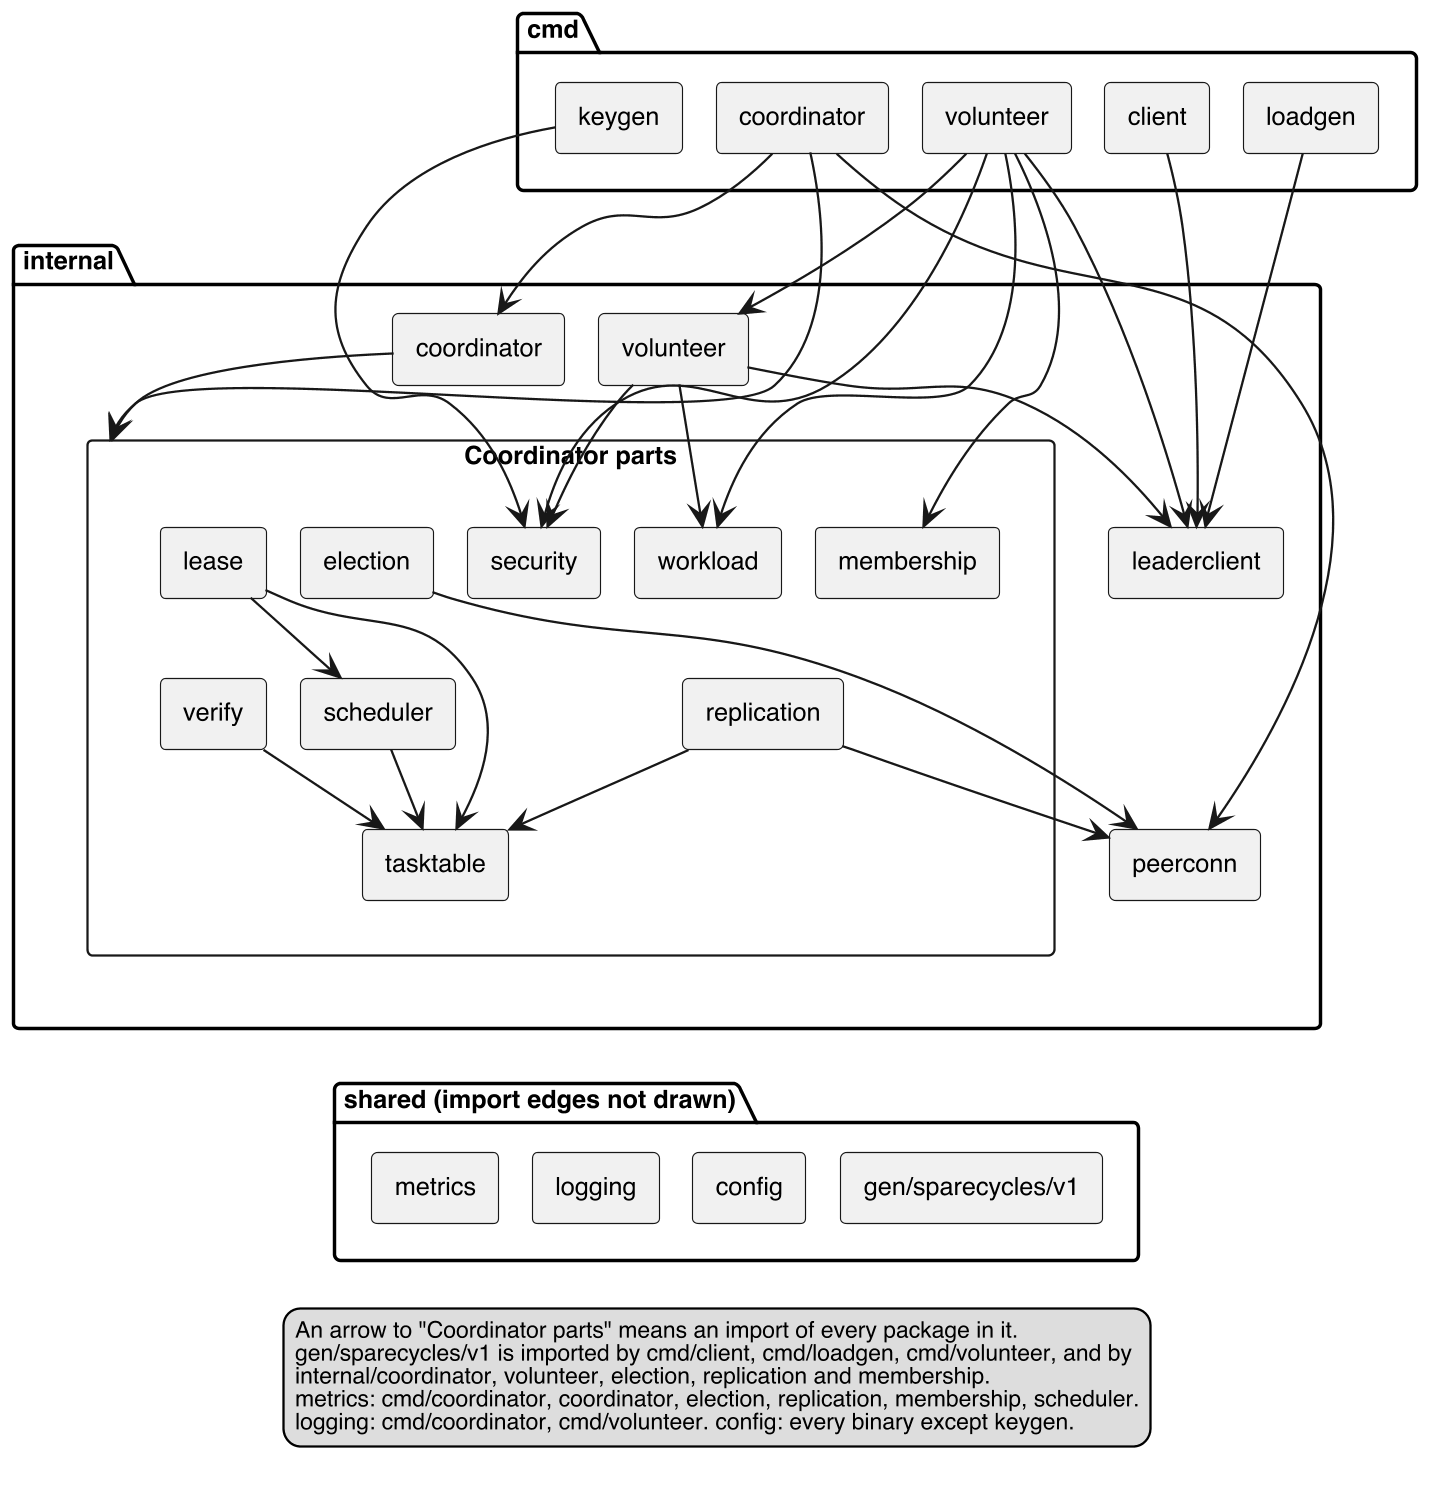 cmd
keygen
coordinator
volunteer
client
loadgen
internal
coordinator
volunteer
Coordinator parts
lease
election
security
workload
membership
leaderclient
verify
scheduler
replication
tasktable
peerconn
shared (import edges not drawn)
metrics
logging
config
gen/sparecycles/v1
An arrow to "Coordinator parts" means an import of every package in it.
gen/sparecycles/v1 is imported by cmd/client, cmd/loadgen, cmd/volunteer, and by
internal/coordinator, volunteer, election, replication and membership.
metrics: cmd/coordinator, coordinator, election, replication, membership, scheduler.
logging: cmd/coordinator, cmd/volunteer. config: every binary except keygen.